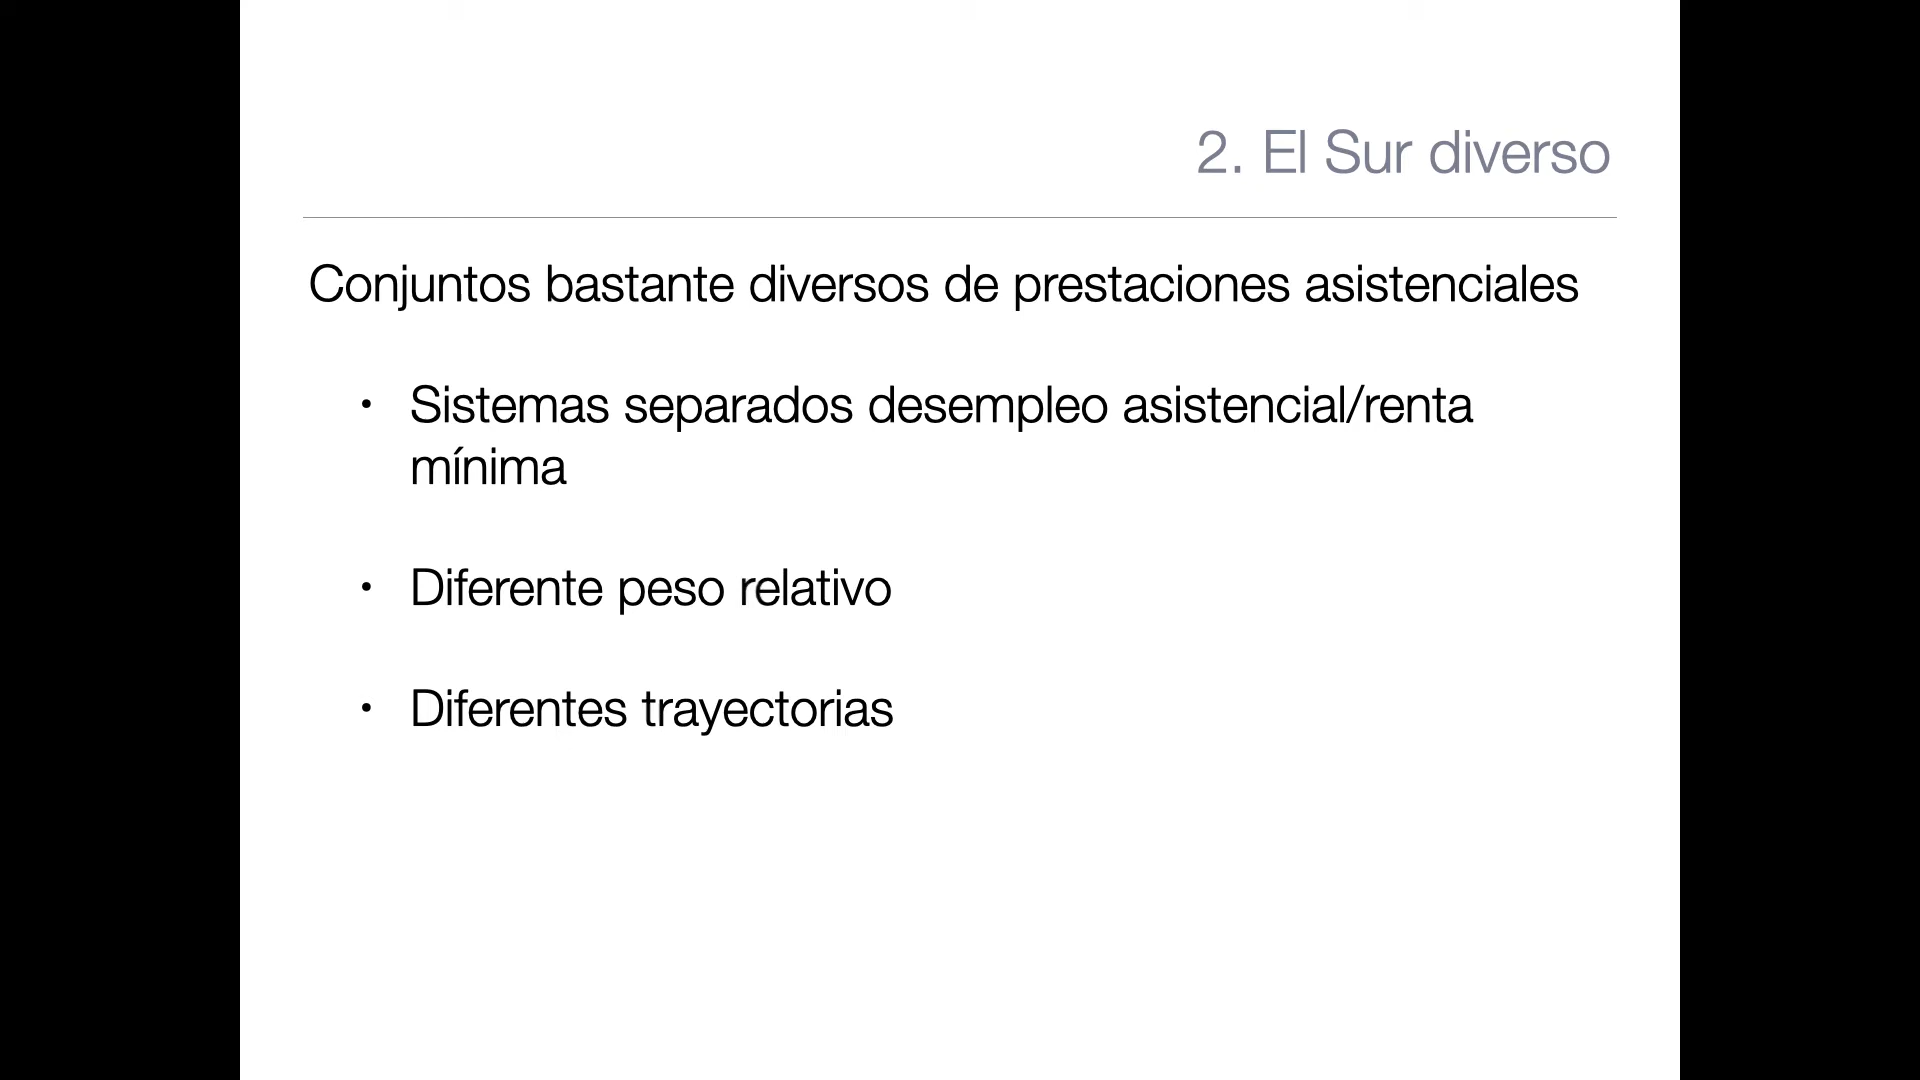 2. El Sur diverso
Conjuntos bastante diversos de prestaciones asistenciales
• Sistemas separados desempleo asistencial/renta
mínima
• Diferente peso relativo
• Diferentes trayectorias